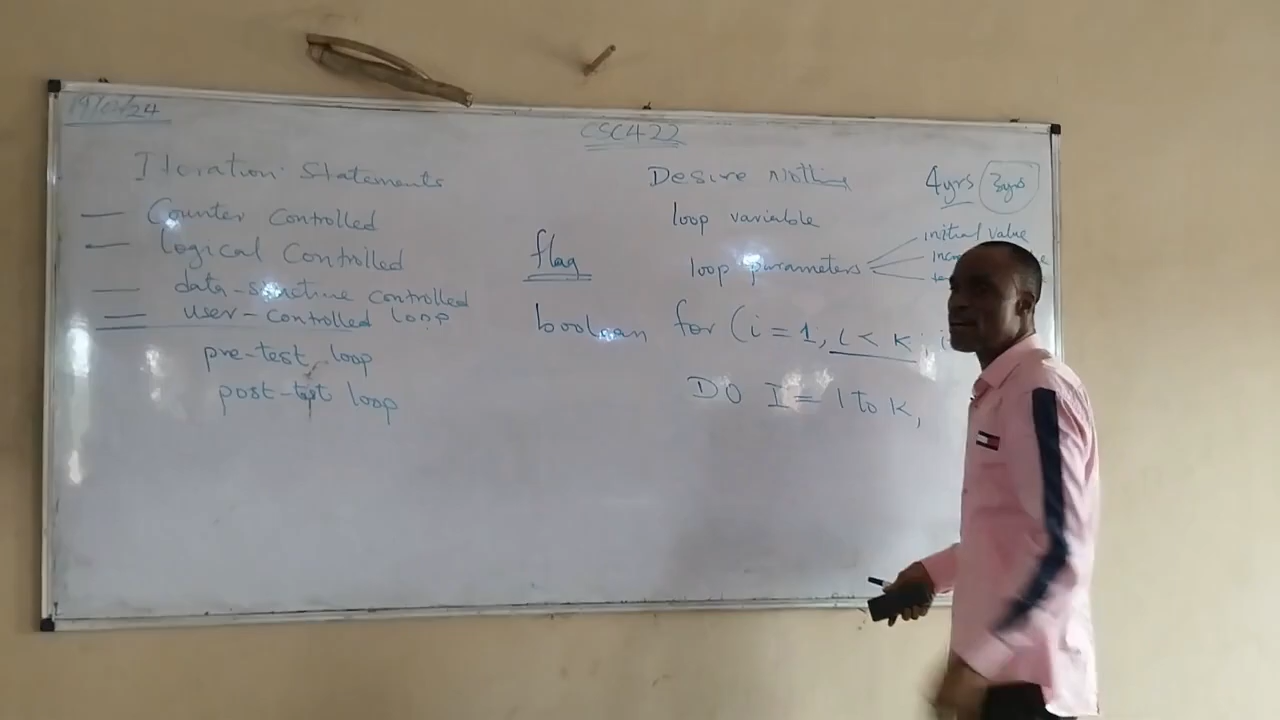 CSC422
Iteration Statements
— Counter Controlled
— Logical Controlled
— data-structure controlled
— user-controlled loop
pre-test loop
post-test loop
flag
boolean
Desire Nothing
4yrs 3yrs
loop variable
loop parameters
initial value
for (i = 1; i < K;
DO I = 1 to K,